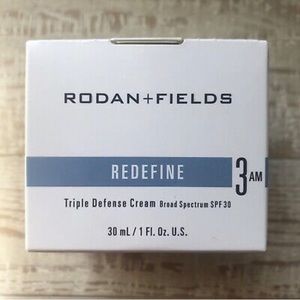 RODAN+FIELDS
REDEFINE
3 AM
Triple Defense Cream Broad Spectrum SPF 30
30 mL / 1 Fl. Oz. U.S.